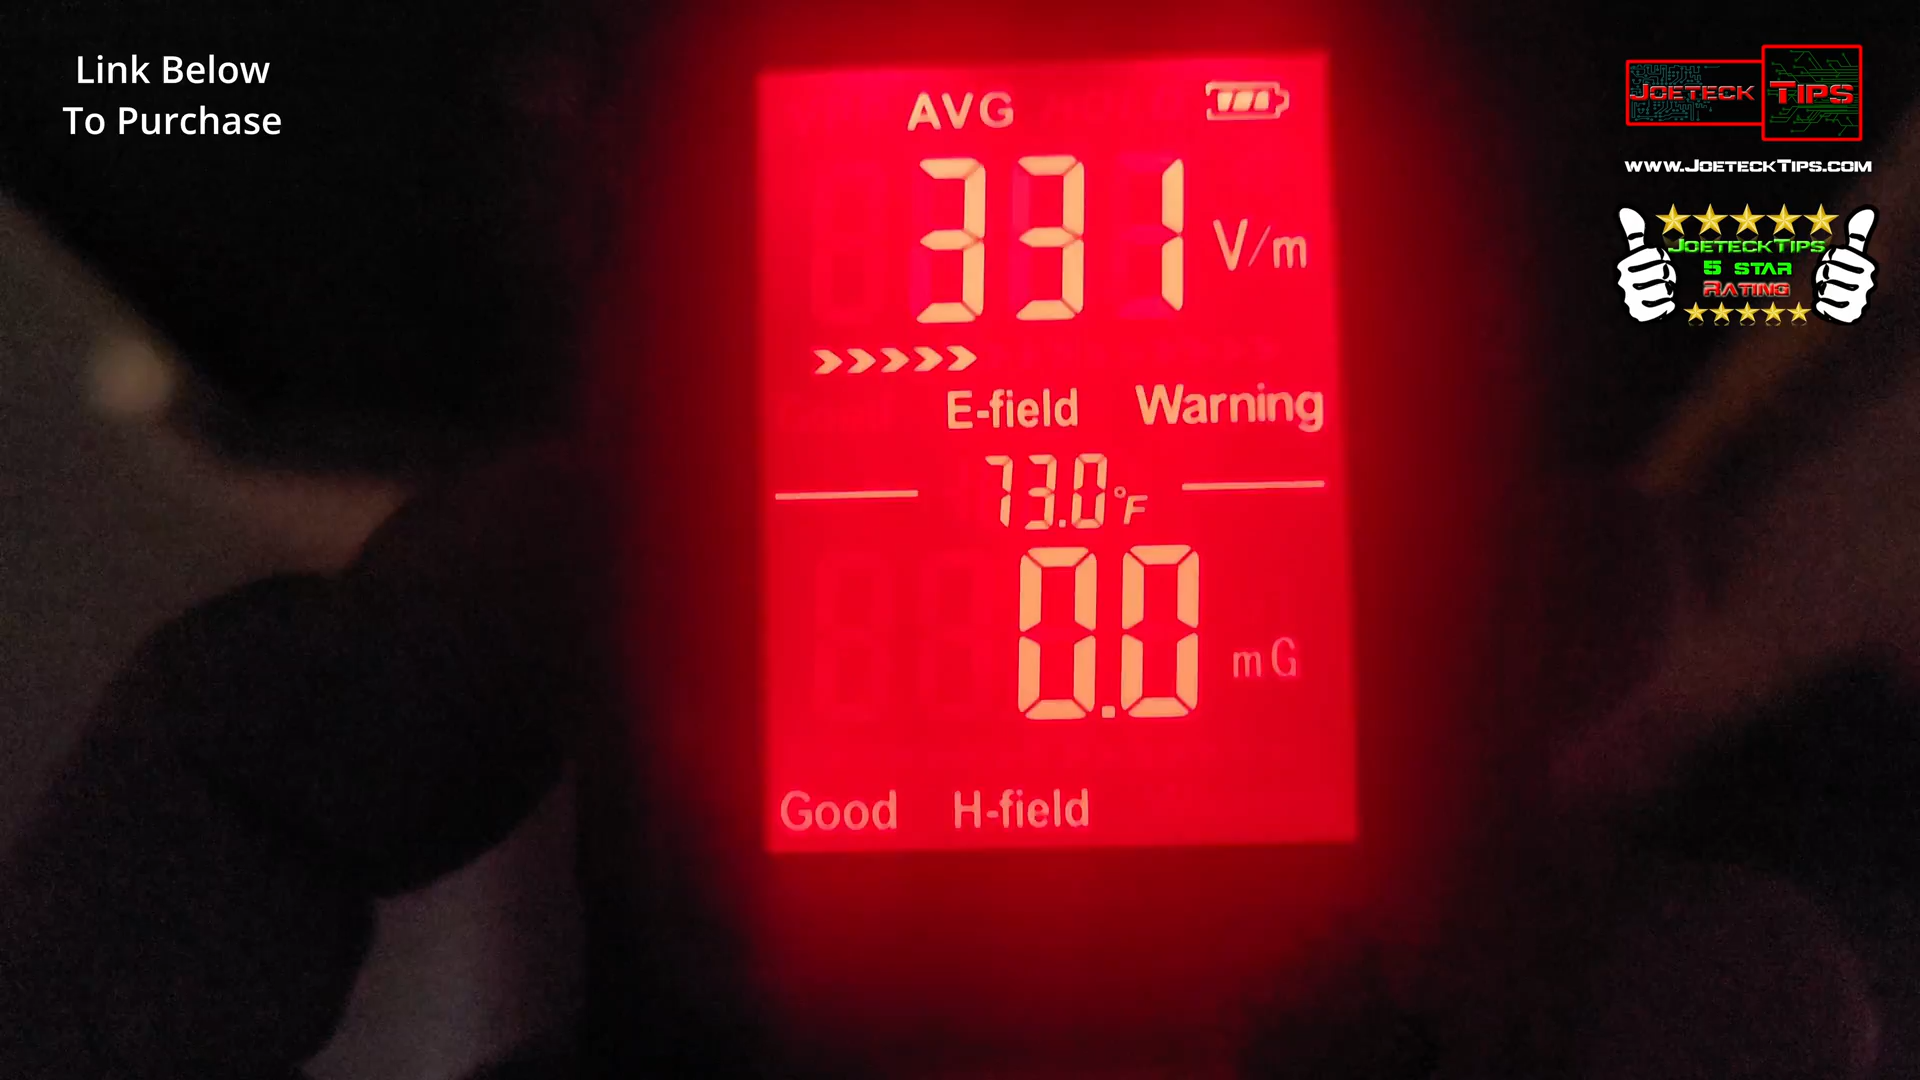 Link Below
To Purchase
AVG
331 V/m
>>>>>
E-field Warning
73.0°F
0.0 mG
Good H-field
JOETECK TIPS
WWW.JOETECKTIPS.COM
JOETECKTIPS
5 STAR
RATING